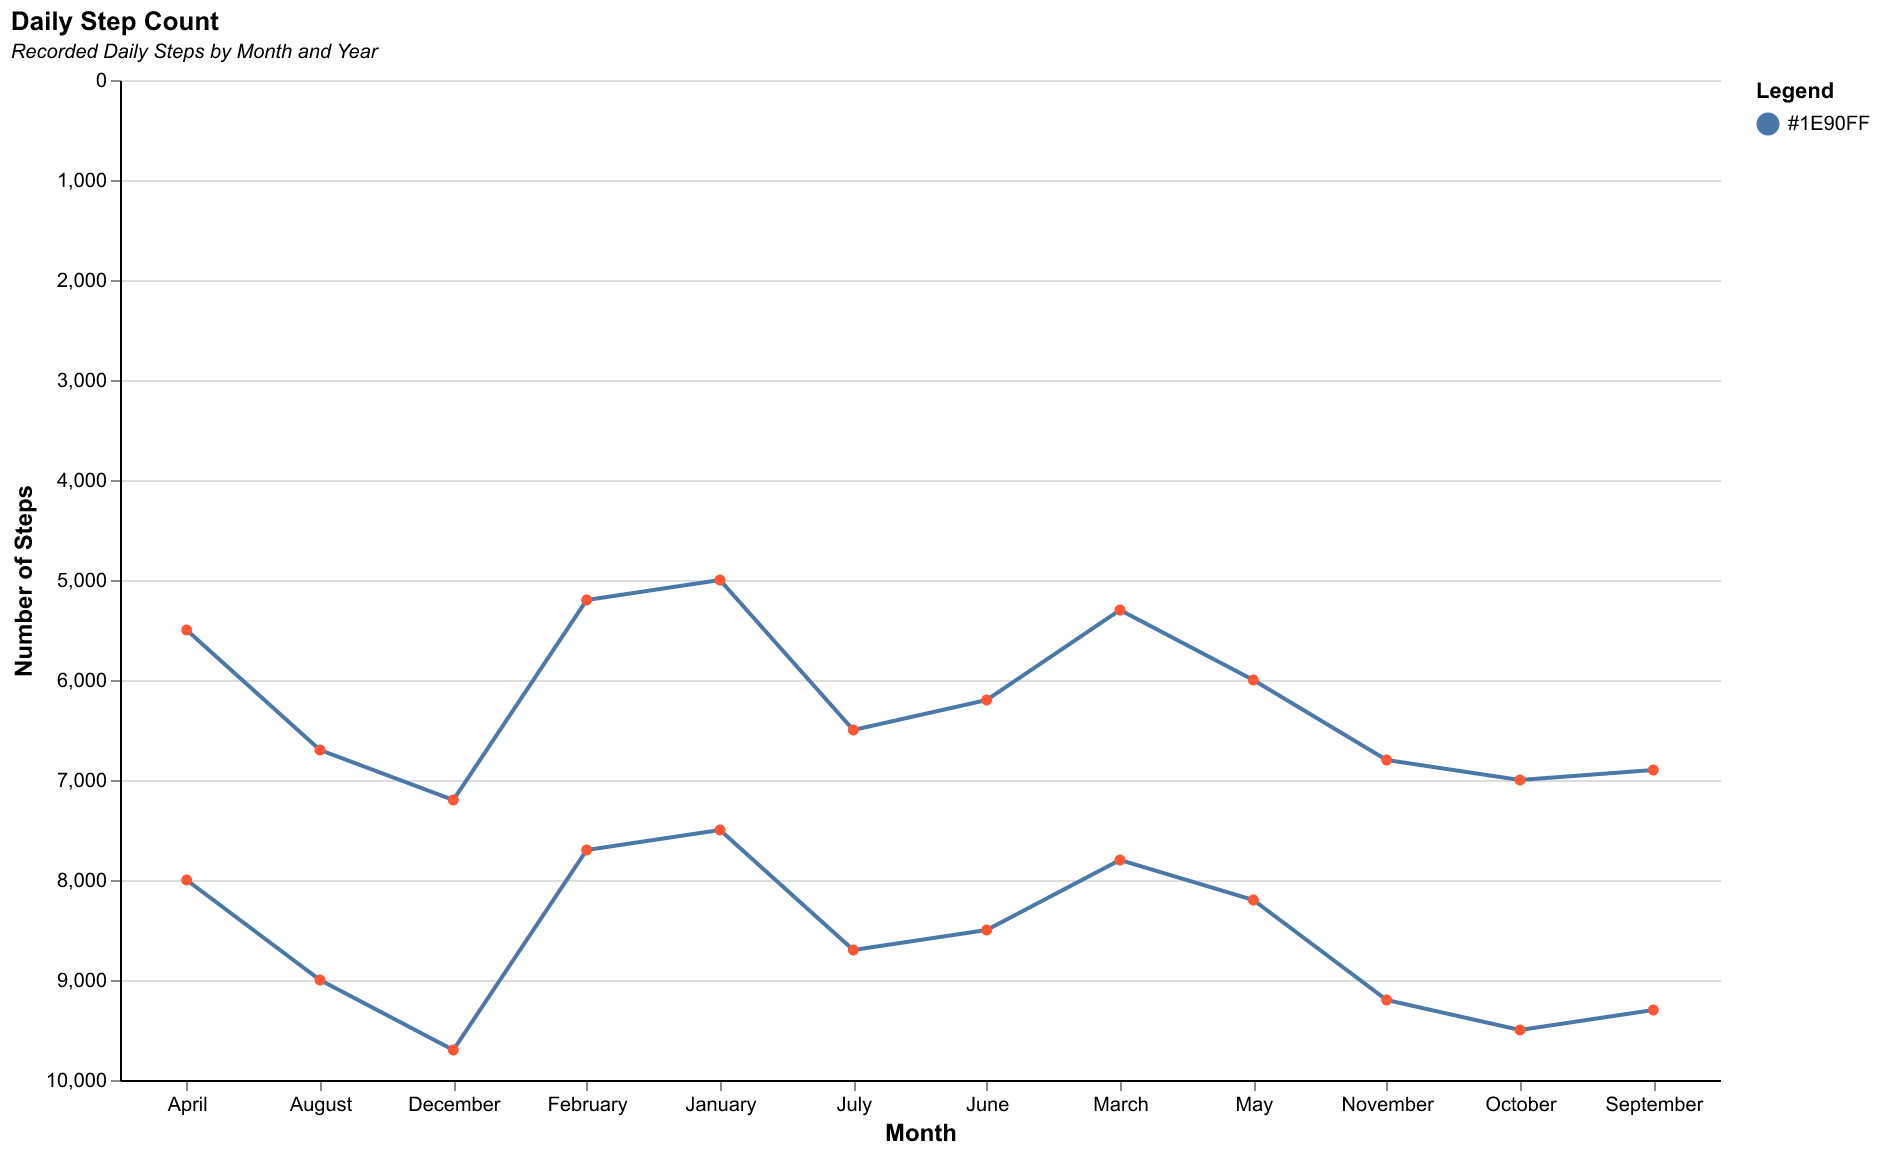 Daily Step Count
Recorded Daily Steps by Month and Year
Legend
#1E90FF
Number of Steps
0
1,000
2,000
3,000
4,000
5,000
6,000
7,000
8,000
9,000
10,000
April August December February January July June March May November October September
Month